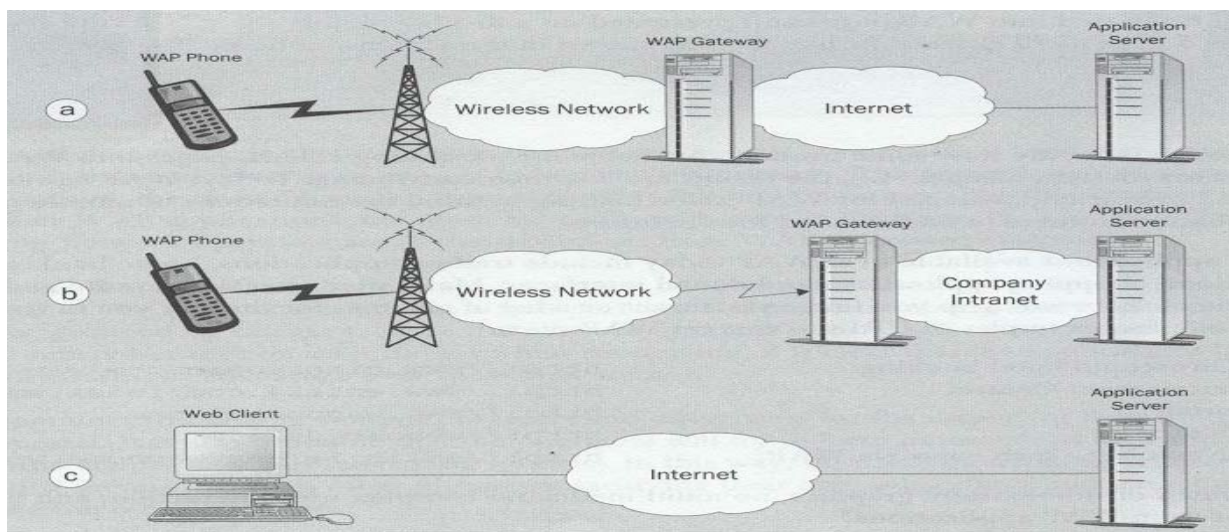 Application
Server
WAP Gateway
WAP Phone
a
Wireless Network
Internet
Application
Server
WAP Gateway
WAP Phone
b
Wireless Network
Company
Intranet
Application
Server
Web Client
c
Internet